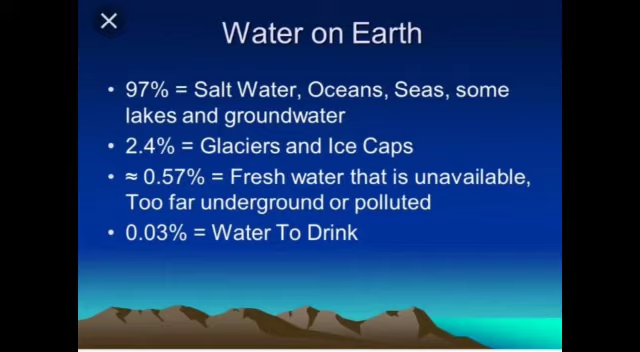 Water on Earth
• 97% = Salt Water, Oceans, Seas, some
lakes and groundwater
• 2.4% = Glaciers and Ice Caps
• ≈ 0.57% = Fresh water that is unavailable,
Too far underground or polluted
• 0.03% = Water To Drink